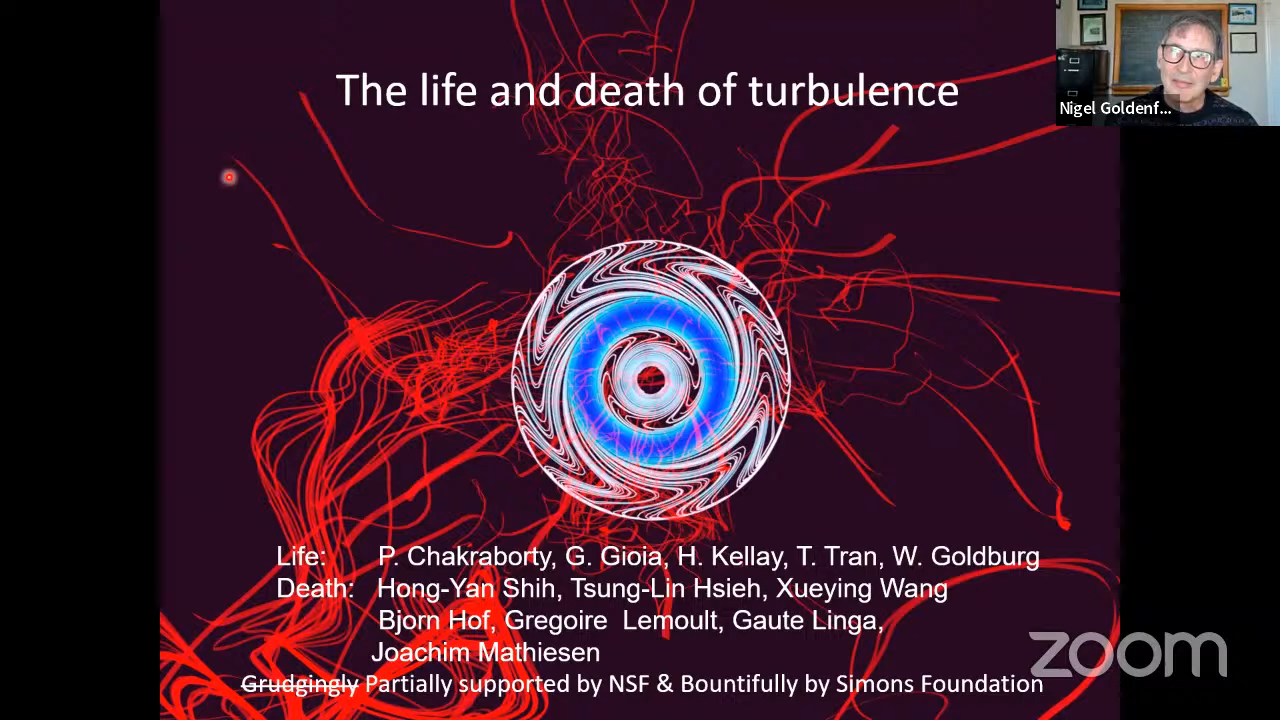 The life and death of turbulence
Nigel Goldenf...
Life: P. Chakraborty, G. Gioia, H. Kellay, T. Tran, W. Goldburg
Death: Hong-Yan Shih, Tsung-Lin Hsieh, Xueying Wang
Bjorn Hof, Gregoire Lemoult, Gaute Linga,
Joachim Mathiesen
Grudgingly Partially supported by NSF & Bountifully by Simons Foundation
zoom